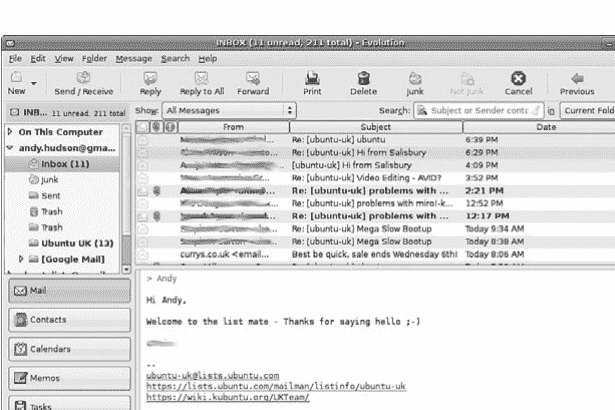 INBOX (11 unread, 211 total) - Evolution
File Edit View Folder Message Search Help
New Send / Receive Reply Reply to All Forward Print Delete Junk Not Junk Cancel Previous
INB... 11 unread, 211 total Show: All Messages Search: Subject or Sender conta in Current Fold
From Subject Date
On This Computer
andy.hudson@gma...
Inbox (11)
Junk
Sent
Trash
Trash
Ubuntu UK (13)
[Google Mail]
Re: [ubuntu-uk] ubuntu 6:39 PM
Re: [ubuntu-uk] Hi from Salisbury 6:29 PM
[ubuntu-uk] Hi from Salisbury 4:09 PM
Re: [ubuntu-uk] Video Editing - AVID? 3:52 PM
Re: [ubuntu-uk] problems with ... 2:21 PM
[ubuntu-uk] problems with miro!-k... 12:52 PM
Re: [ubuntu-uk] problems with ... 12:17 PM
Re: [ubuntu-uk] Mega Slow Bootup Today 9:34 AM
Re: [ubuntu-uk] Mega Slow Bootup Today 8:38 AM
currys.co.uk <email... Best be quick, sale ends Wednesday 6th! Today 8:06 AM
Mail
Contacts
Calendars
Memos
Tasks
> Andy
Hi Andy,
Welcome to the list mate - Thanks for saying hello ;-)
--
ubuntu-uk@lists.ubuntu.com
https://lists.ubuntu.com/mailman/listinfo/ubuntu-uk
https://wiki.kubuntu.org/UKTeam/